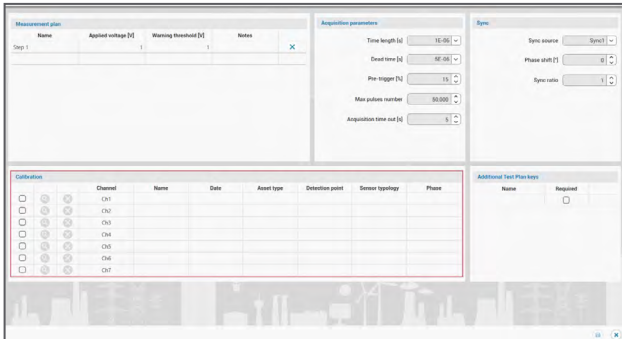 Measurement plan
Name Applied voltage [V] Warning threshold [V] Notes
Step 1 1 1
Acquisition parameters
Time length [s] 1E-06
Dead time [s] 5E-06
Pre-trigger [%] 15
Max pulses number 50.000
Acquisition time out [s] 5
Sync
Sync source Sync1
Phase shift [°] 0
Sync ratio 1
Calibration
Channel Name Date Asset type Detection point Sensor typology Phase
Ch1
Ch2
Ch3
Ch4
Ch5
Ch6
Ch7
Additional Test Plan keys
Name Required